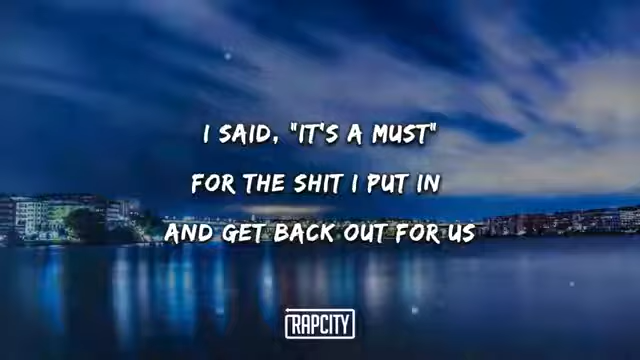 I SAID, "IT'S A MUST"
FOR THE SHIT I PUT IN
AND GET BACK OUT FOR US
RAPCITY